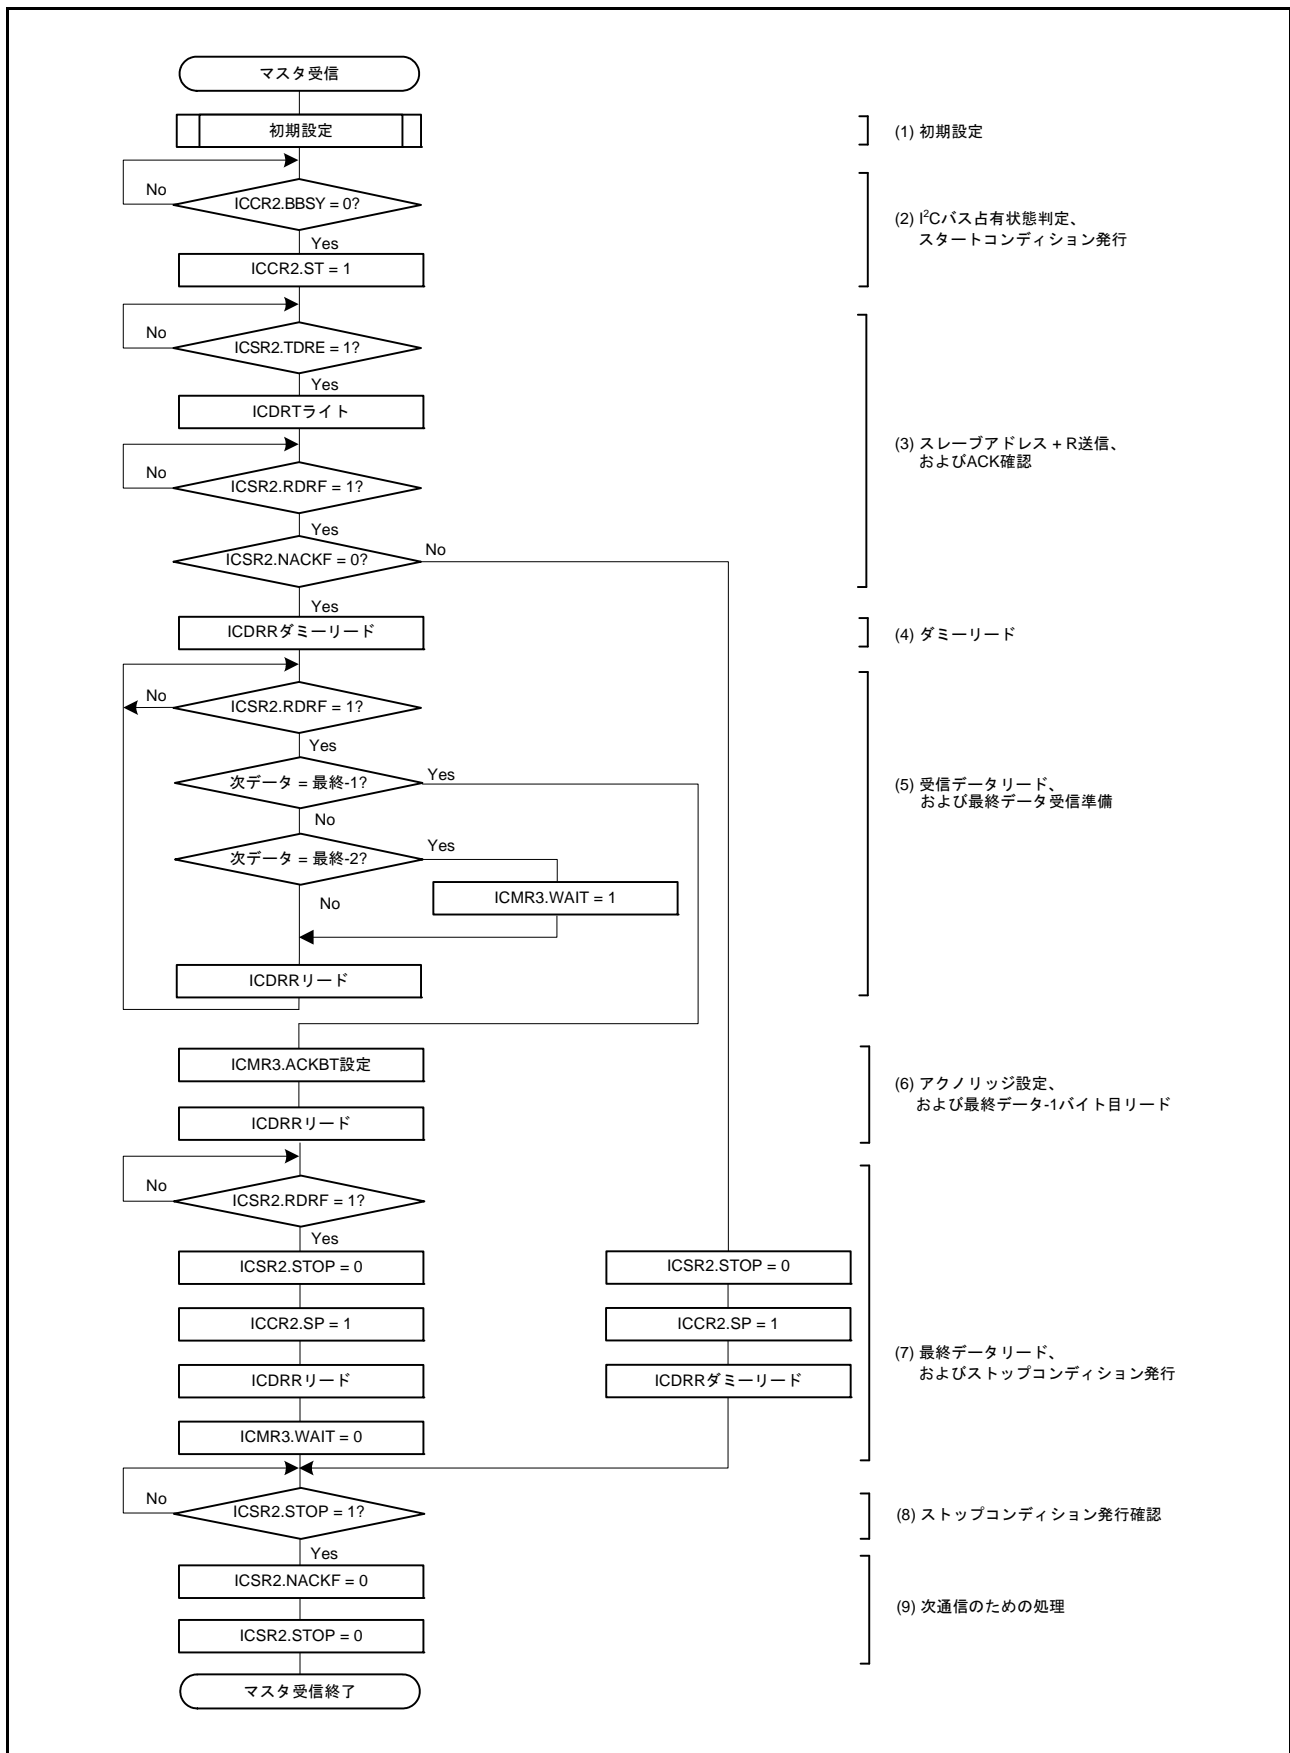 マスタ受信
初期設定
(1) 初期設定
No
ICCR2.BBSY = 0?
Yes
ICCR2.ST = 1
(2) I²Cバス占有状態判定、
スタートコンディション発行
No
ICSR2.TDRE = 1?
Yes
ICDRTライト
No
ICSR2.RDRF = 1?
Yes
ICSR2.NACKF = 0?
No
Yes
(3) スレーブアドレス + R送信、
およびACK確認
ICDRRダミーリード
(4) ダミーリード
No
ICSR2.RDRF = 1?
Yes
次データ = 最終-1?
Yes
No
次データ = 最終-2?
Yes
ICMR3.WAIT = 1
No
ICDRRリード
(5) 受信データリード、
および最終データ受信準備
ICMR3.ACKBT設定
ICDRRリード
(6) アクノリッジ設定、
および最終データ-1バイト目リード
No
ICSR2.RDRF = 1?
Yes
ICSR2.STOP = 0
ICCR2.SP = 1
ICDRRリード
ICMR3.WAIT = 0
ICSR2.STOP = 0
ICCR2.SP = 1
ICDRRダミーリード
(7) 最終データリード、
およびストップコンディション発行
No
ICSR2.STOP = 1?
Yes
(8) ストップコンディション発行確認
ICSR2.NACKF = 0
ICSR2.STOP = 0
(9) 次通信のための処理
マスタ受信終了